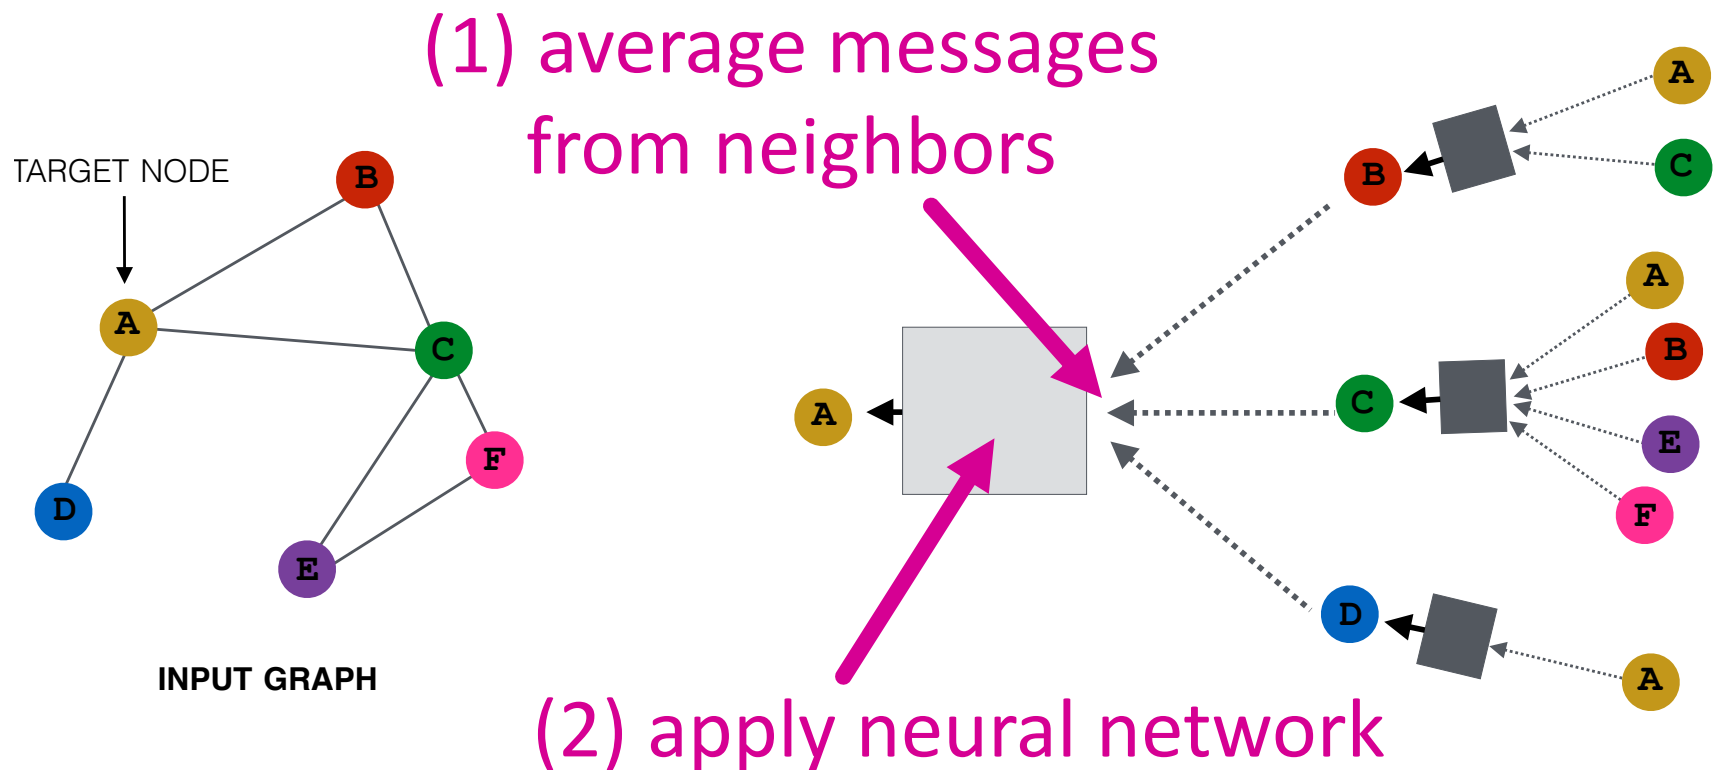 (1) average messages
from neighbors
TARGET NODE
B
A
C
F
D
E
INPUT GRAPH
A
B
C
D
A
C
A
B
E
F
A
(2) apply neural network